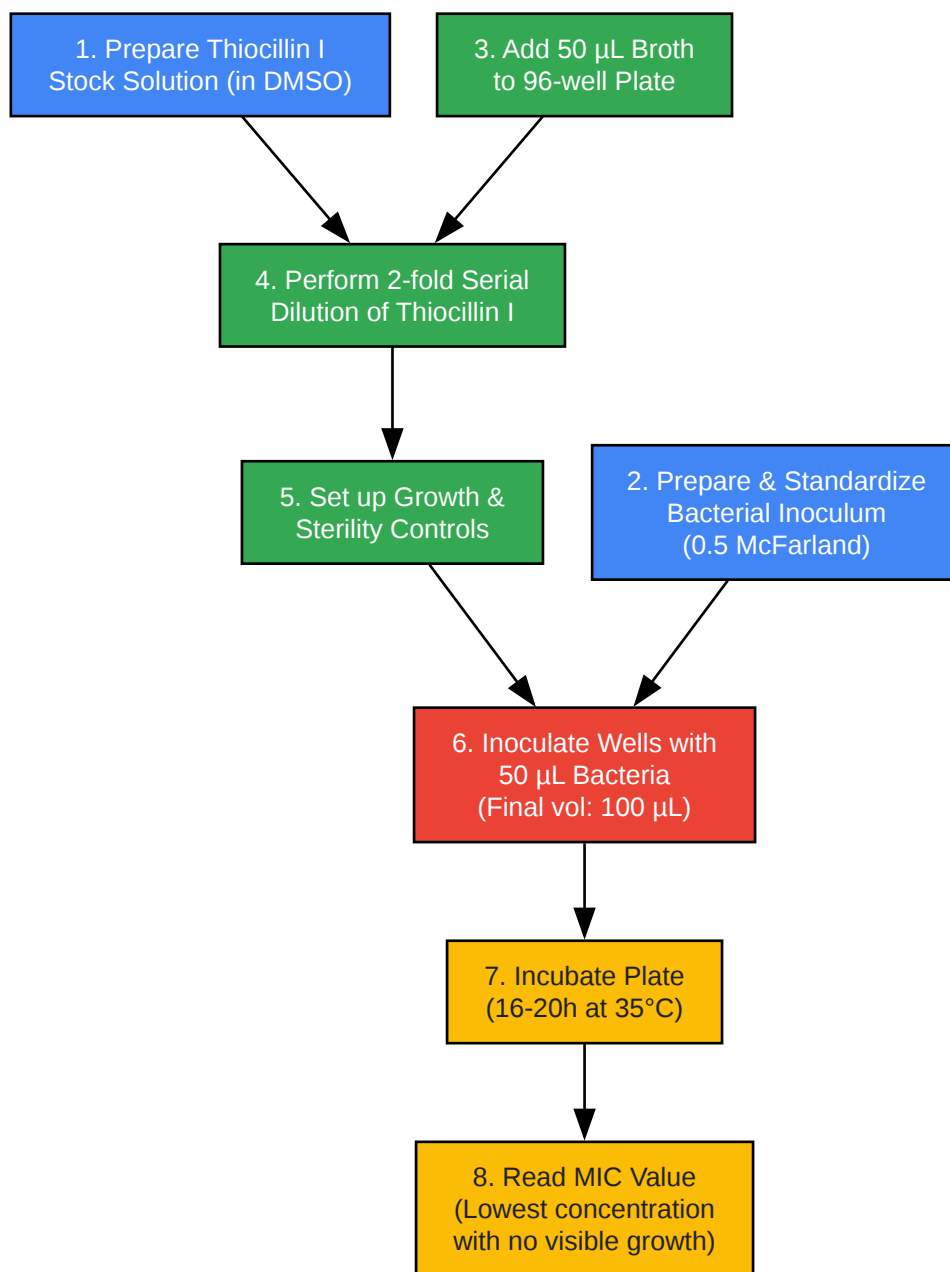 1. Prepare Thiocillin I
Stock Solution (in DMSO)
3. Add 50 µL Broth
to 96-well Plate
4. Perform 2-fold Serial
Dilution of Thiocillin I
5. Set up Growth &
Sterility Controls
2. Prepare & Standardize
Bacterial Inoculum
(0.5 McFarland)
6. Inoculate Wells with
50 µL Bacteria
(Final vol: 100 µL)
7. Incubate Plate
(16-20h at 35°C)
8. Read MIC Value
(Lowest concentration
with no visible growth)